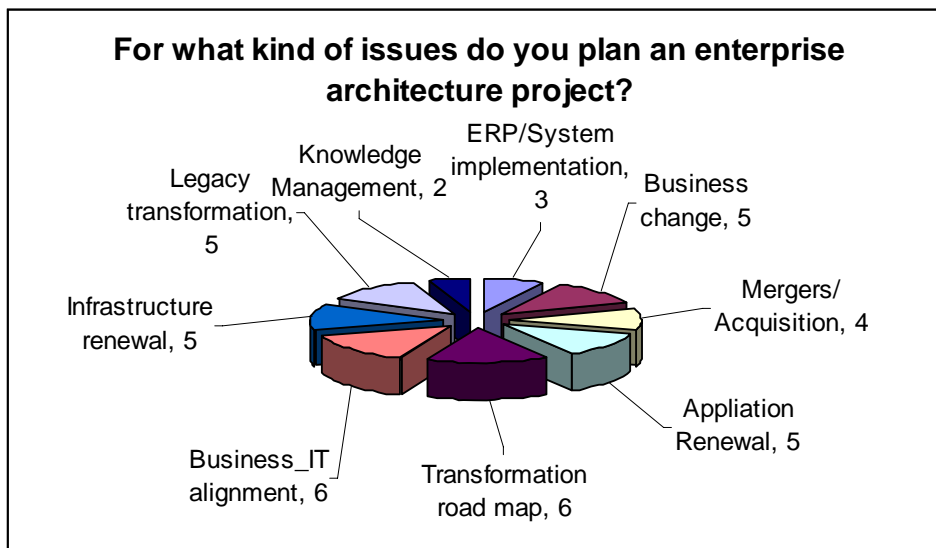 For what kind of issues do you plan an enterprise
architecture project?
Knowledge
Management, 2
ERP/System
implementation,
3
Legacy
transformation,
5
Business
change, 5
Infrastructure
renewal, 5
Mergers/
Acquisition, 4
Appliation
Renewal, 5
Business_IT
alignment, 6
Transformation
road map, 6